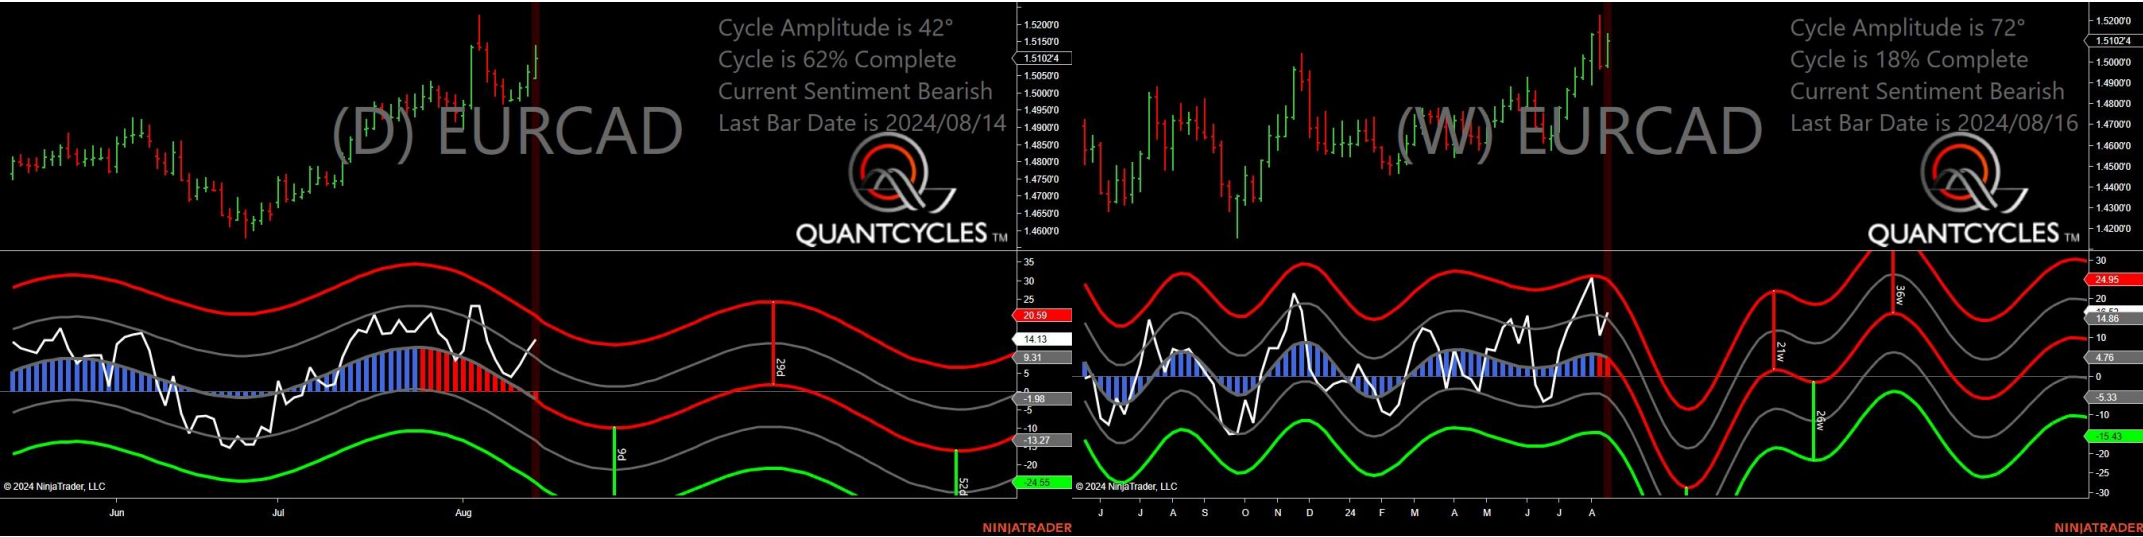 Cycle Amplitude is 42°
Cycle is 62% Complete
Current Sentiment Bearish
Last Bar Date is 2024/08/14
(D) EURCAD
QUANTCYCLES TM
1.5200'0
1.5150'0
1.5102'4
1.5050'0
1.5000'0
1.4950'0
1.4900'0
1.4850'0
1.4800'0
1.4750'0
1.4700'0
1.4650'0
1.4600'0
35
30
25
20.59
14.13
9.31
5
0
-1.98
-5
-10
-13.27
-20
-24.55
29d
9d
52d
© 2024 NinjaTrader, LLC
Jun
Jul
Aug
NINJATRADER
Cycle Amplitude is 72°
Cycle is 18% Complete
Current Sentiment Bearish
Last Bar Date is 2024/08/16
(W) EURCAD
QUANTCYCLES TM
1.5200'0
1.5102'4
1.5000'0
1.4900'0
1.4800'0
1.4700'0
1.4600'0
1.4500'0
1.4400'0
1.4300'0
1.4200'0
30
24.95
20
14.86
10
4.76
0
-5.33
-10
-15.43
-20
-25
-30
36w
21w
26w
© 2024 NinjaTrader, LLC
J J A S O N D 24 F M A M J J A
NINJATRADER